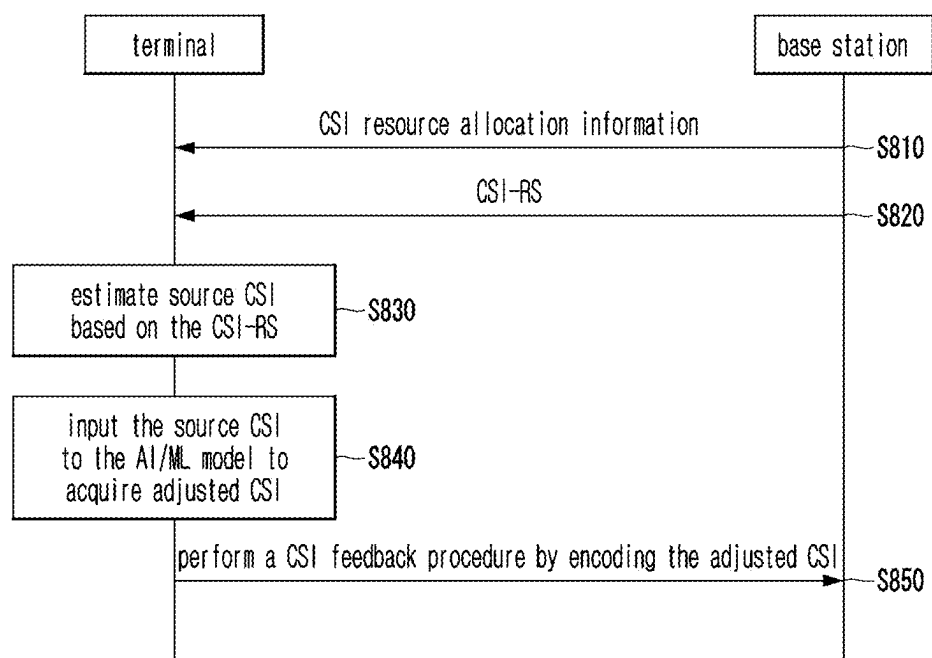 terminal
base station
CSI resource allocation information
S810
CSI-RS
S820
estimate source CSI
based on the CSI-RS
S830
input the source CSI
to the AI/ML model to
acquire adjusted CSI
S840
perform a CSI feedback procedure by encoding the adjusted CSI
S850